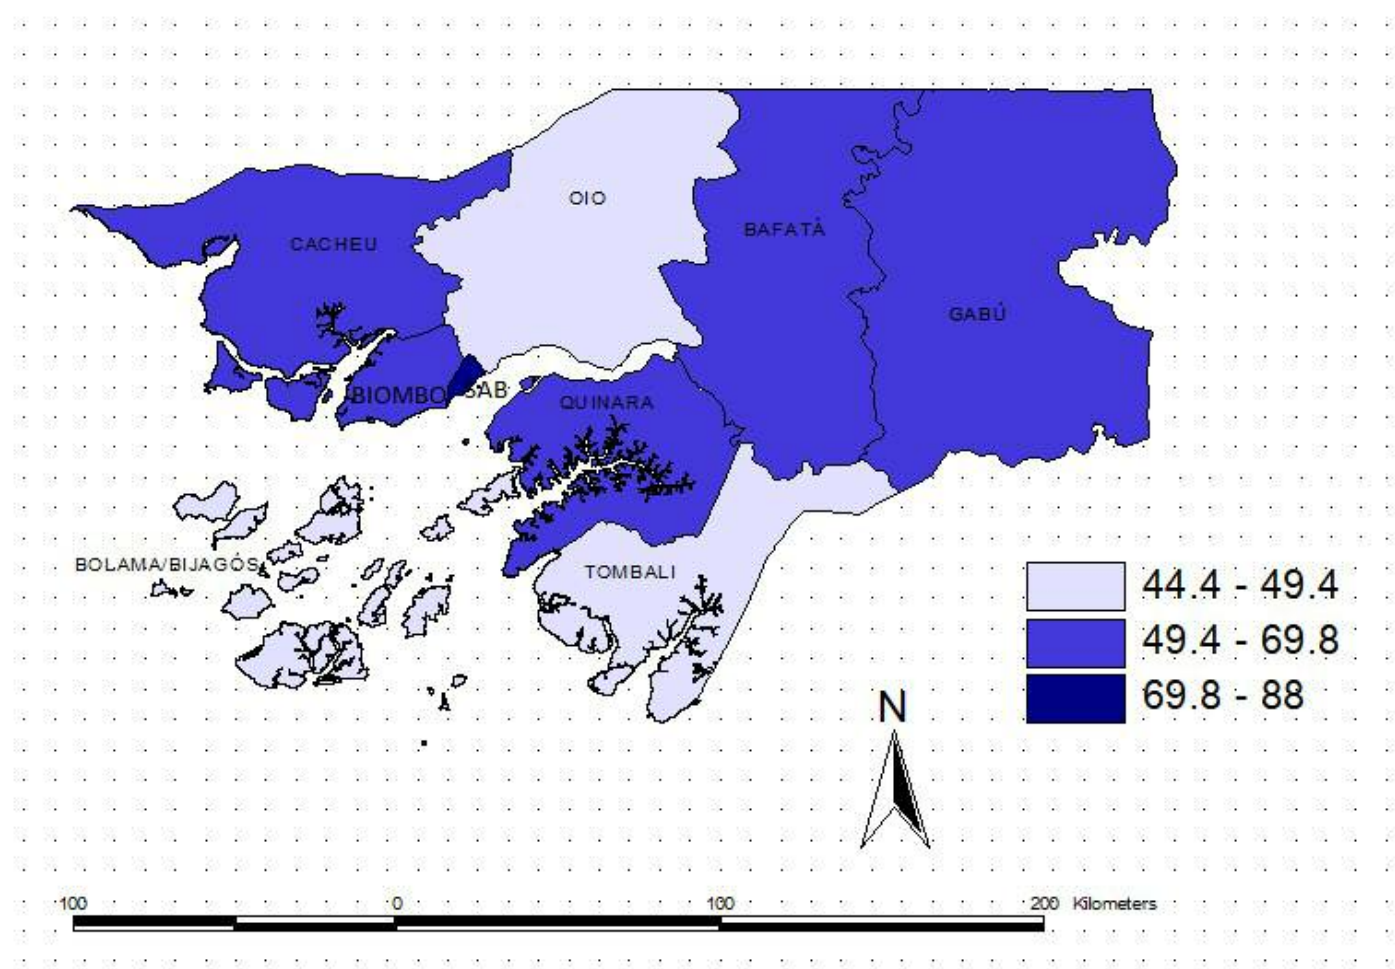 OIO
BAFATÁ
CACHEU
GABÚ
BIOMBO
SAB
QUINARA
BOLAMA/BIJAGÓS
TOMBALI
44.4 - 49.4
49.4 - 69.8
69.8 - 88
N
100 0 100 200 Kilometers